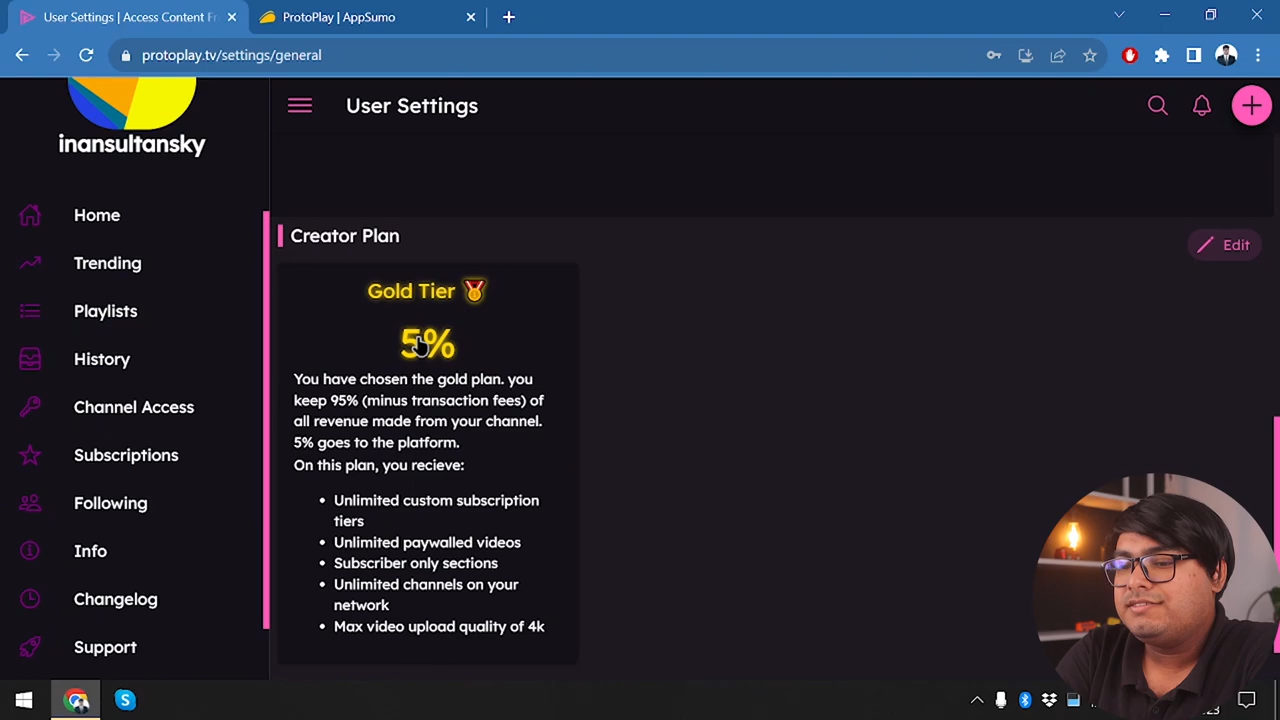 User Settings | Access Content Fr
ProtoPlay | AppSumo
protoplay.tv/settings/general
inansultansky
User Settings
Home
Trending
Playlists
History
Channel Access
Subscriptions
Following
Info
Changelog
Support
Creator Plan
Edit
Gold Tier
5%
You have chosen the gold plan. you
keep 95% (minus transaction fees) of
all revenue made from your channel.
5% goes to the platform.
On this plan, you recieve:
• Unlimited custom subscription
tiers
• Unlimited paywalled videos
• Subscriber only sections
• Unlimited channels on your
network
• Max video upload quality of 4k